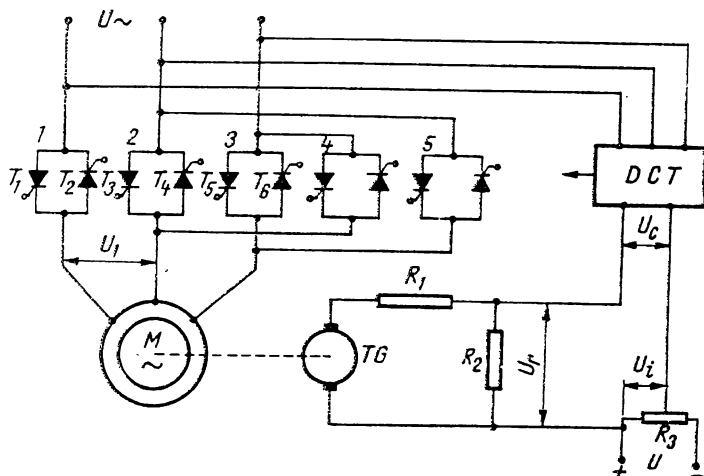 U~
1 2 3 4 5
T1 T2 T3 T4 T5 T6
DCT
U1
Uc
R1
M
~
TG
R2
Ur
Ui
R3
+ U −